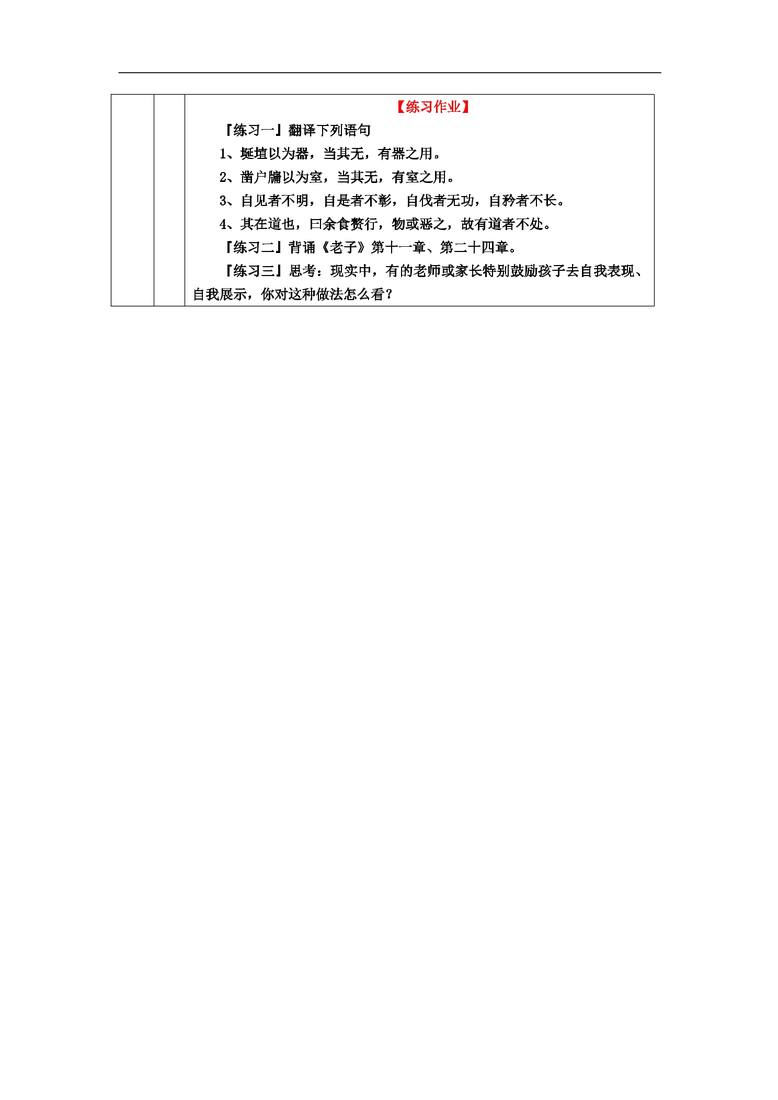 【练习作业】
『练习一』翻译下列语句
1、埏埴以为器，当其无，有器之用。
2、凿户牖以为室，当其无，有室之用。
3、自见者不明，自是者不彰，自伐者无功，自矜者不长。
4、其在道也，曰余食赘行，物或恶之，故有道者不处。
『练习二』背诵《老子》第十一章、第二十四章。
『练习三』思考：现实中，有的老师或家长特别鼓励孩子去自我表现、
自我展示，你对这种做法怎么看？